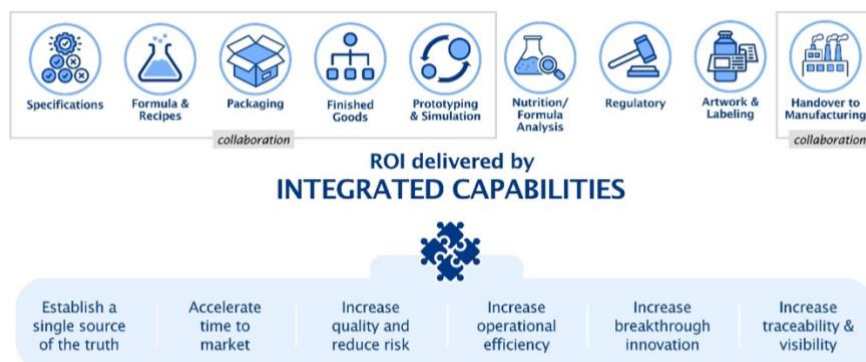 Specifications
Formula &
Recipes
Packaging
Finished
Goods
Prototyping
& Simulation
Nutrition/
Formula
Analysis
Regulatory
Artwork &
Labeling
Handover to
Manufacturing
collaboration
collaboration
ROI delivered by
INTEGRATED CAPABILITIES
Establish a
single source
of the truth
Accelerate
time to
market
Increase
quality and
reduce risk
Increase
operational
efficiency
Increase
breakthrough
innovation
Increase
traceability &
visibility